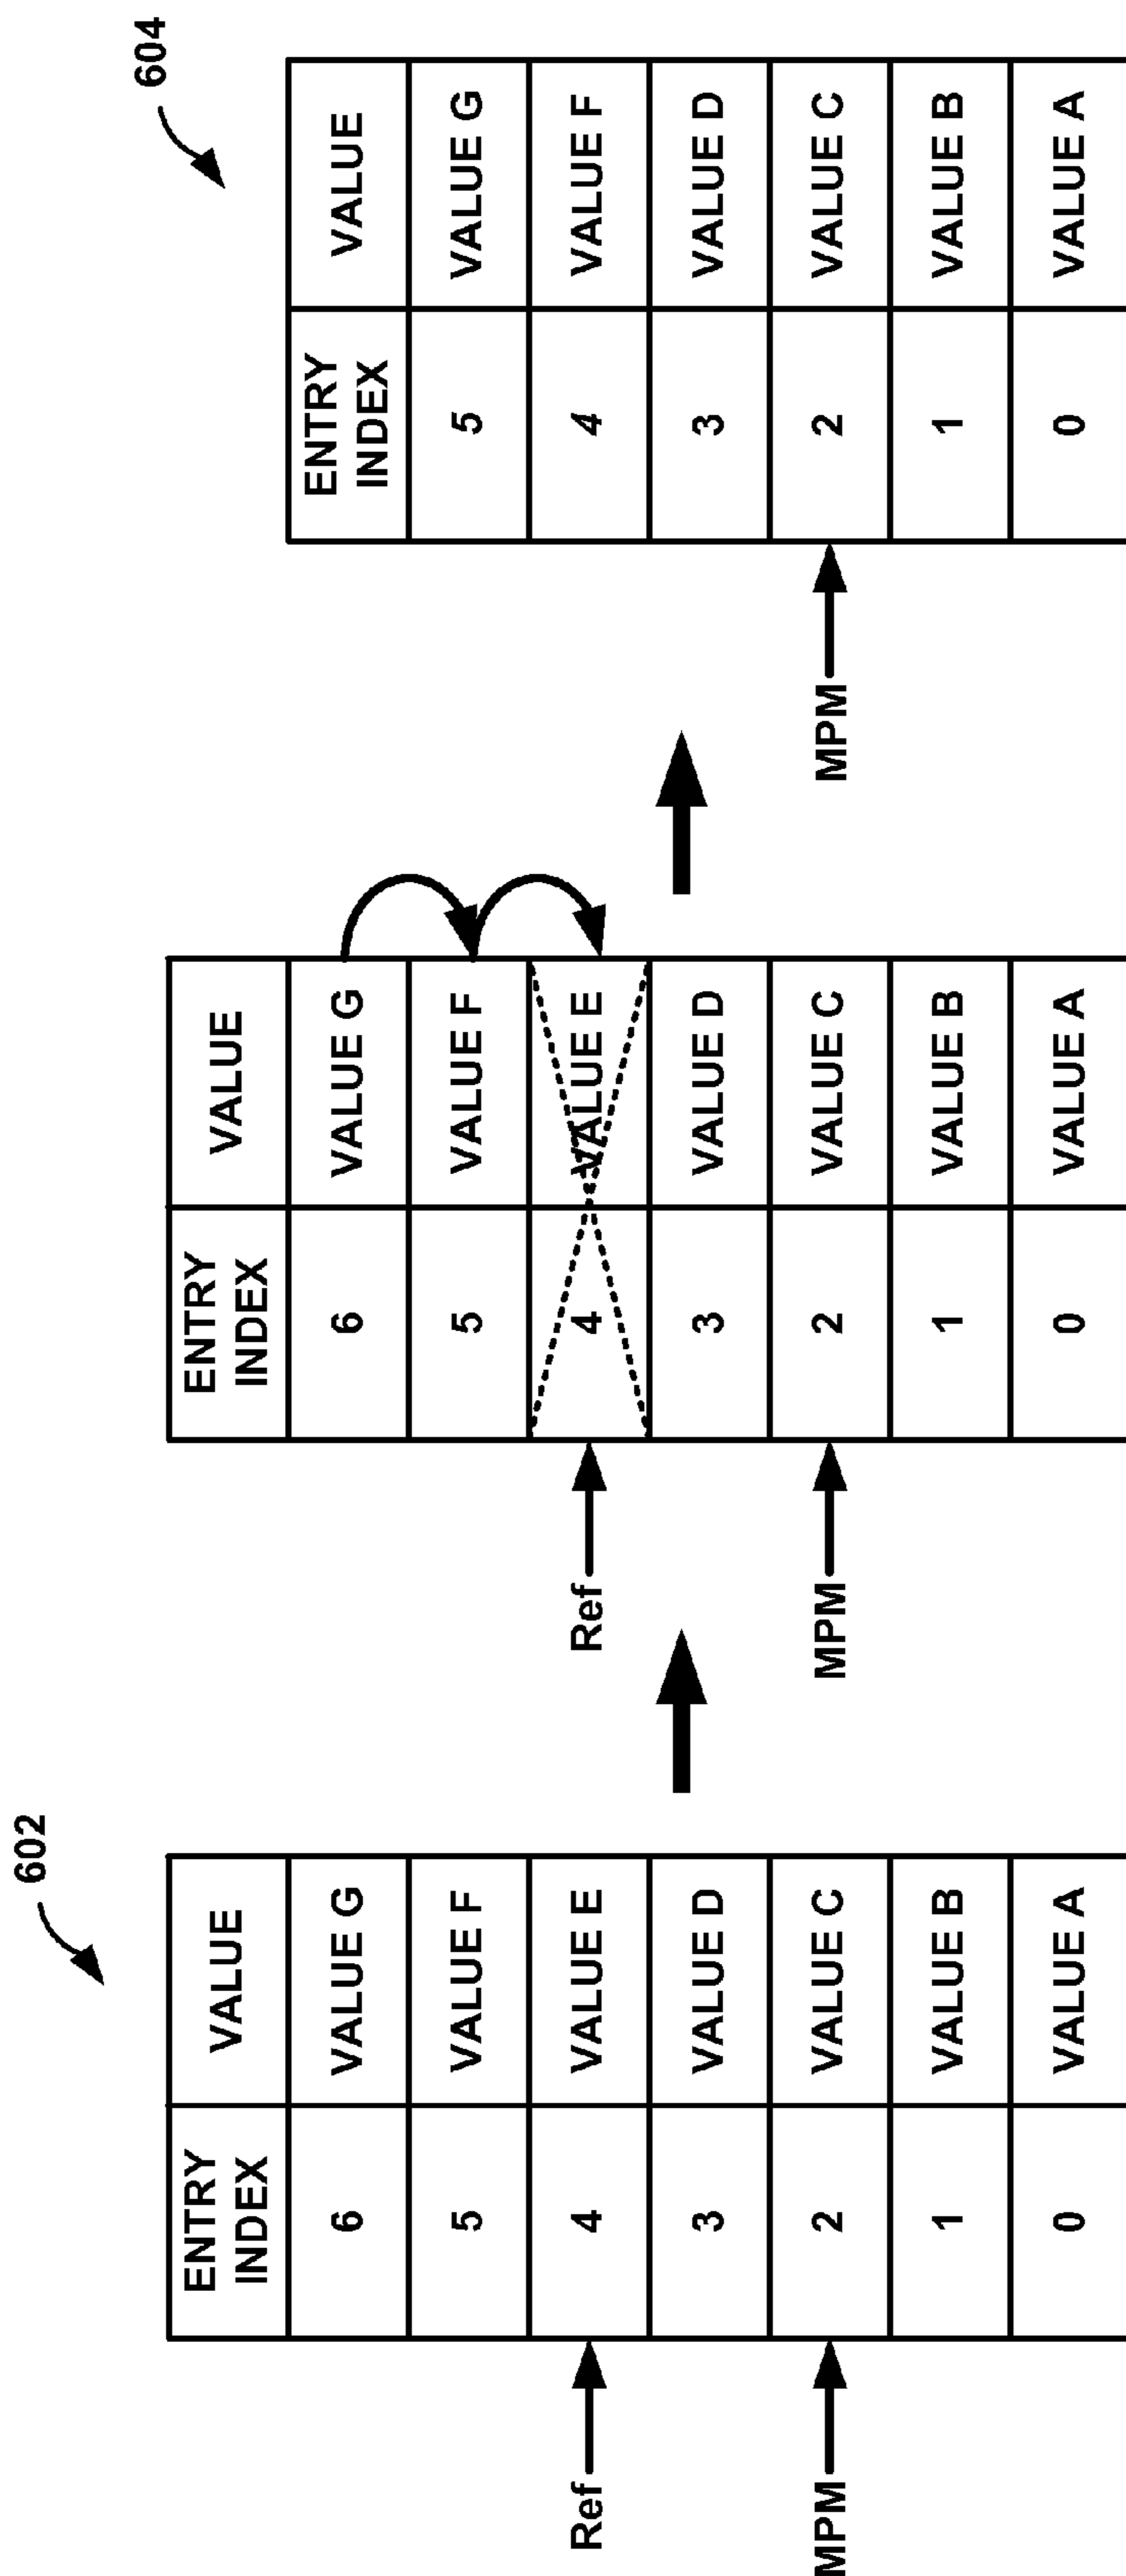 602
ENTRY INDEX VALUE
6 VALUE G
5 VALUE F
Ref 4 VALUE E
3 VALUE D
MPM 2 VALUE C
1 VALUE B
0 VALUE A
ENTRY INDEX VALUE
6 VALUE G
5 VALUE F
Ref 4 VALUE E
3 VALUE D
MPM 2 VALUE C
1 VALUE B
0 VALUE A
604
ENTRY INDEX VALUE
5 VALUE G
4 VALUE F
3 VALUE D
MPM 2 VALUE C
1 VALUE B
0 VALUE A